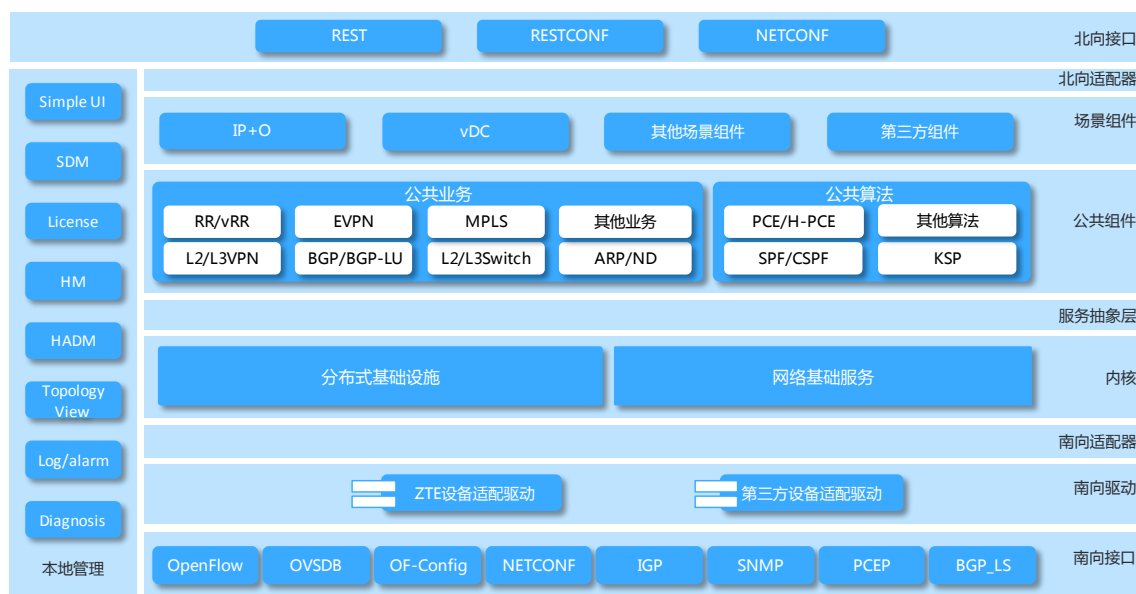 REST
RESTCONF
NETCONF
北向接口
Simple UI
SDM
License
HM
HADM
Topology
View
Log/alarm
Diagnosis
本地管理
北向适配器
IP+O
vDC
其他场景组件
第三方组件
场景组件
公共业务
RR/vRR
EVPN
MPLS
其他业务
L2/L3VPN
BGP/BGP-LU
L2/L3Switch
ARP/ND
公共算法
PCE/H-PCE
其他算法
SPF/CSPF
KSP
公共组件
服务抽象层
分布式基础设施
网络基础服务
内核
南向适配器
ZTE设备适配驱动
第三方设备适配驱动
南向驱动
OpenFlow
OVSDB
OF-Config
NETCONF
IGP
SNMP
PCEP
BGP_LS
南向接口